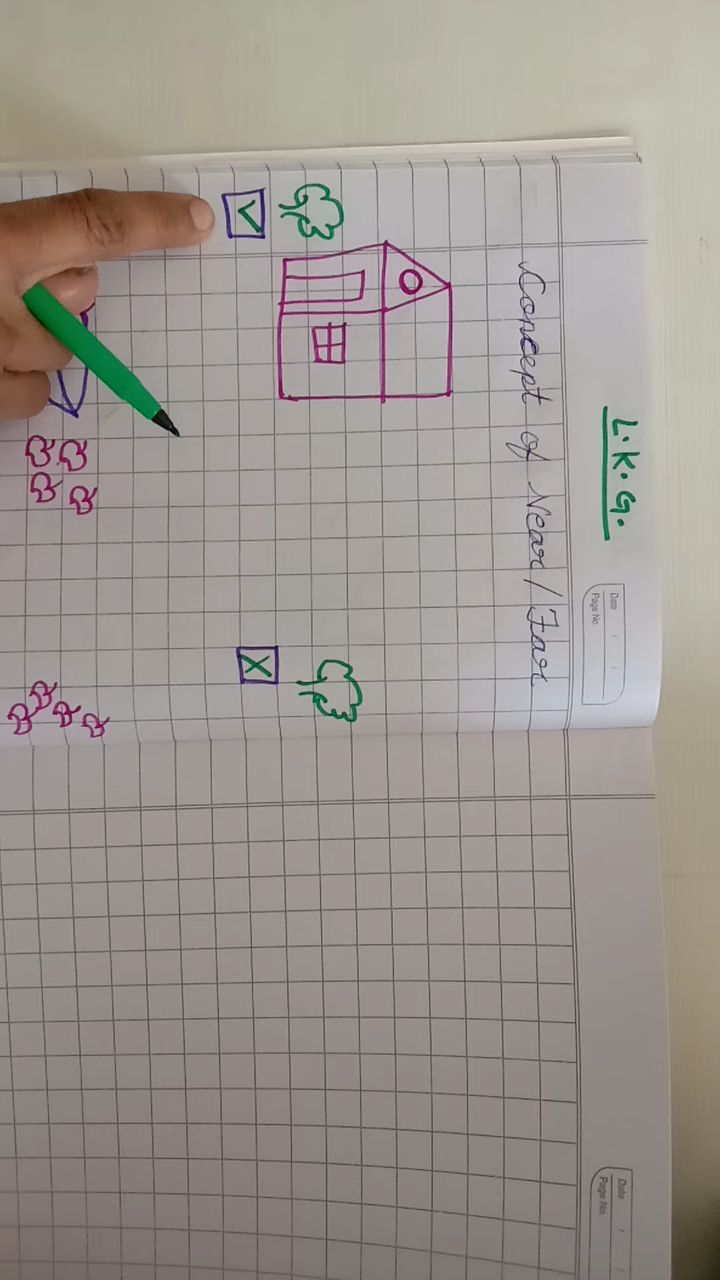 L.K.G.
Date / /
Page No.
Concept of Near/Far
Date / /
Page No.